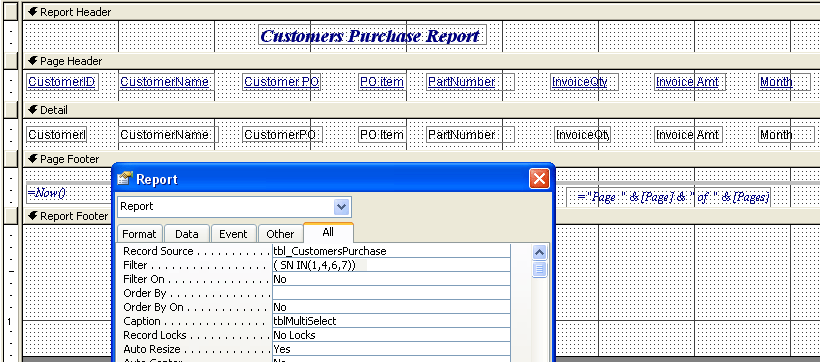 Report Header
Customers Purchase Report
Page Header
CustomerID CustomerName Customer PO PO item PartNumber InvoiceQty Invoice Amt Month
Detail
CustomerI CustomerName CustomerPO PO Item PartNumber InvoiceQty Invoice Amt Month
Page Footer
=Now() ="Page " & [Page] & " of " & [Pages]
Report Footer
Report
Report
Format Data Event Other All
Record Source . . . . . . . . . . . tbl_CustomersPurchase
Filter . . . . . . . . . . . . . . . . . . ( SN IN(1,4,6,7))
Filter On . . . . . . . . . . . . . . . No
Order By . . . . . . . . . . . . . . .
Order By On . . . . . . . . . . . . No
Caption . . . . . . . . . . . . . . . . tblMultiSelect
Record Locks . . . . . . . . . . . . No Locks
Auto Resize . . . . . . . . . . . . . Yes
Auto Center . . . . . . . . . . . . . No
1